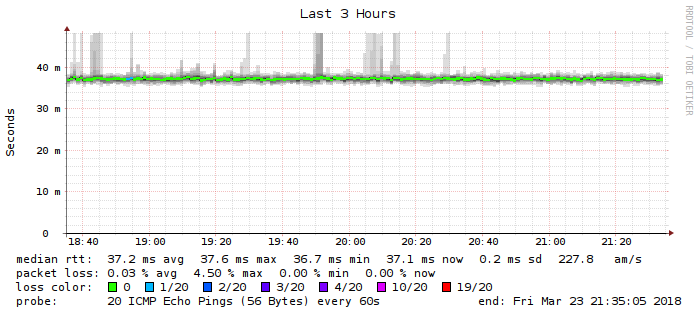 Last 3 Hours
RRDTOOL / TOBI OETIKER
Seconds
40 m
30 m
20 m
10 m
0
18:40 19:00 19:20 19:40 20:00 20:20 20:40 21:00 21:20
median rtt: 37.2 ms avg 37.6 ms max 36.7 ms min 37.1 ms now 0.2 ms sd 227.8 am/s
packet loss: 0.03 % avg 4.50 % max 0.00 % min 0.00 % now
loss color: 0 1/20 2/20 3/20 4/20 10/20 19/20
probe: 20 ICMP Echo Pings (56 Bytes) every 60s end: Fri Mar 23 21:35:05 2018